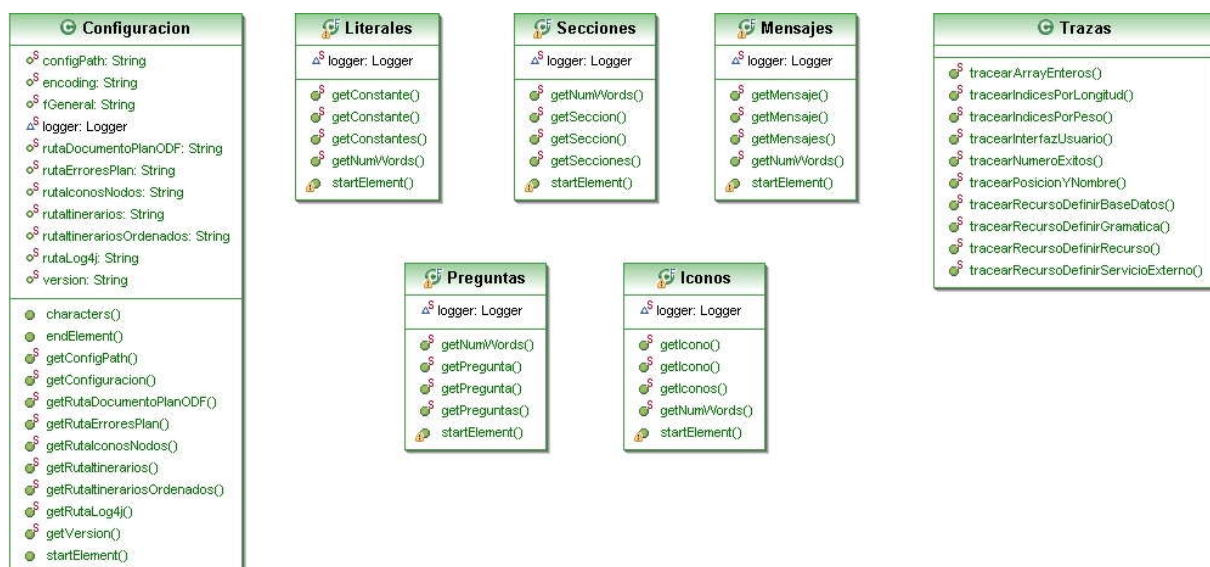 Configuracion
configPath: String
encoding: String
fGeneral: String
logger: Logger
rutaDocumentoPlanODF: String
rutaErroresPlan: String
rutaIconosNodos: String
rutaItinerarios: String
rutaItinerariosOrdenados: String
rutaLog4j: String
version: String
characters()
endElement()
getConfigPath()
getConfiguracion()
getRutaDocumentoPlanODF()
getRutaErroresPlan()
getRutaIconosNodos()
getRutaItinerarios()
getRutaItinerariosOrdenados()
getRutaLog4j()
getVersion()
startElement()
Literales
logger: Logger
getConstante()
getConstante()
getConstantes()
getNumWords()
startElement()
Secciones
logger: Logger
getNumWords()
getSeccion()
getSeccion()
getSecciones()
startElement()
Mensajes
logger: Logger
getMensaje()
getMensaje()
getMensajes()
getNumWords()
startElement()
Trazas
tracearArrayEnteros()
tracearIndicesPorLongitud()
tracearIndicesPorPeso()
tracearInterfazUsuario()
tracearNumeroExitos()
tracearPosicionYNombre()
tracearRecursoDefinirBaseDatos()
tracearRecursoDefinirGramatica()
tracearRecursoDefinirRecurso()
tracearRecursoDefinirServicioExterno()
Preguntas
logger: Logger
getNumWords()
getPregunta()
getPregunta()
getPreguntas()
startElement()
Iconos
logger: Logger
getIcono()
getIcono()
getIconos()
getNumWords()
startElement()